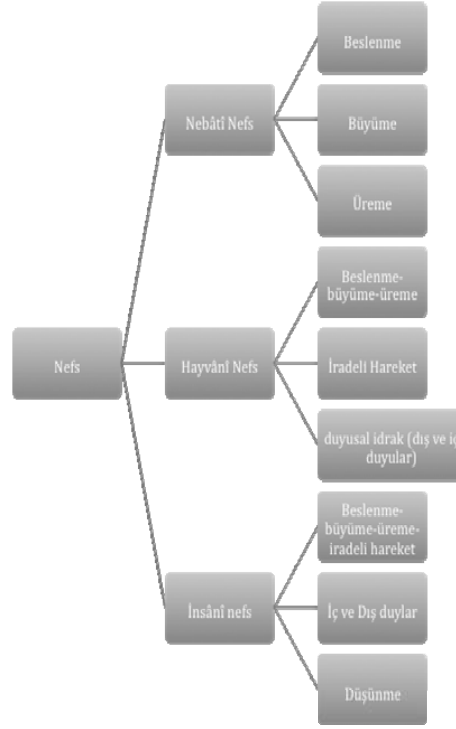 Beslenme
Nebâtî Nefs
Büyüme
Üreme
Beslenme-
büyüme-üreme
Nefs
Hayvânî Nefs
İradeli Hareket
duyusal idrak (dış ve iç
duyular)
Beslenme-
büyüme-üreme-
iradeli hareket
İnsânî nefs
İç ve Dış duylar
Düşünme